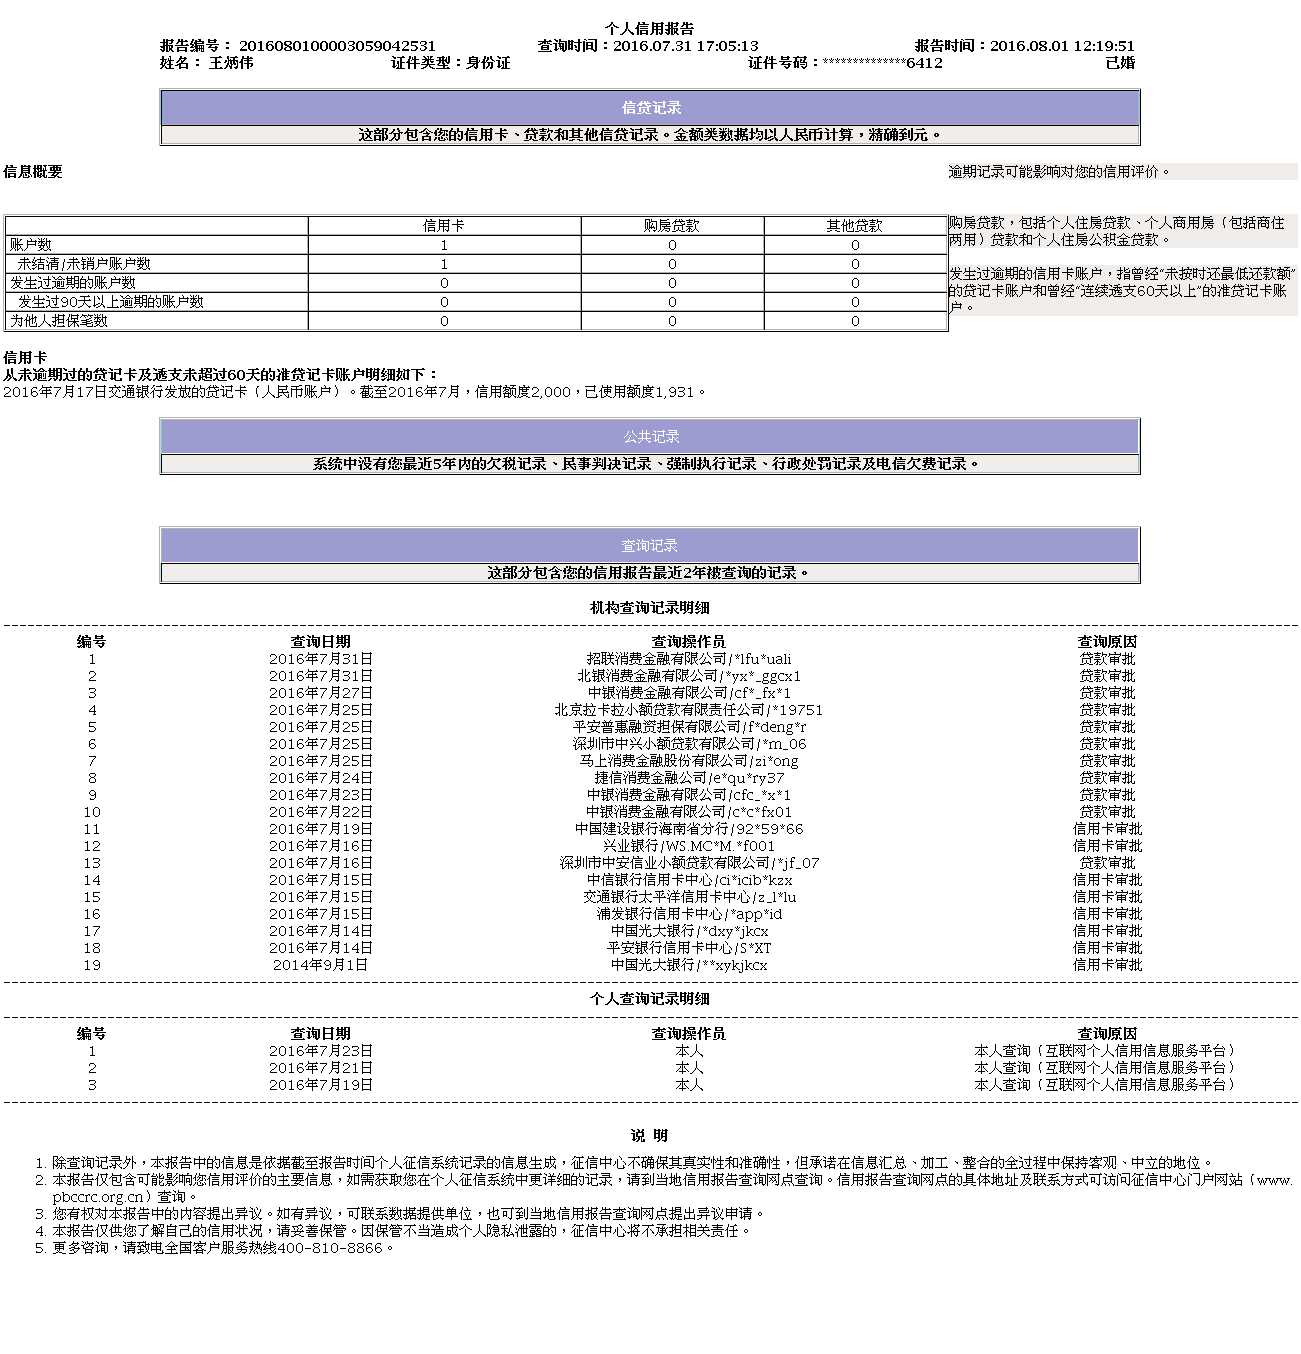 个人信用报告
报告编号： 2016080100003059042531 查询时间：2016.07.31 17:05:13 报告时间：2016.08.01 12:19:51
姓名： 王炳伟 证件类型：身份证 证件号码：**************6412 已婚
信贷记录
这部分包含您的信用卡、贷款和其他信贷记录。金额类数据均以人民币计算，精确到元。
信息概要 逾期记录可能影响对您的信用评价。
信用卡 购房贷款 其他贷款
账户数 1 0 0
未结清/未销户账户数 1 0 0
发生过逾期的账户数 0 0 0
发生过90天以上逾期的账户数 0 0 0
为他人担保笔数 0 0 0
购房贷款，包括个人住房贷款、个人商用房（包括商住
两用）贷款和个人住房公积金贷款。
发生过逾期的信用卡账户，指曾经“未按时还最低还款额”
的贷记卡账户和曾经“连续透支60天以上”的准贷记卡账
户。
信用卡
从未逾期过的贷记卡及透支未超过60天的准贷记卡账户明细如下：
2016年7月17日交通银行发放的贷记卡（人民币账户）。截至2016年7月，信用额度2,000，已使用额度1,931。
公共记录
系统中没有您最近5年内的欠税记录、民事判决记录、强制执行记录、行政处罚记录及电信欠费记录。
查询记录
这部分包含您的信用报告最近2年被查询的记录。
机构查询记录明细
编号 查询日期 查询操作员 查询原因
1 2016年7月31日 招联消费金融有限公司/*lfu*uali 贷款审批
2 2016年7月31日 北银消费金融有限公司/*yx*_ggcx1 贷款审批
3 2016年7月27日 中银消费金融有限公司/cf*_fx*1 贷款审批
4 2016年7月25日 北京拉卡拉小额贷款有限责任公司/*19751 贷款审批
5 2016年7月25日 平安普惠融资担保有限公司/f*deng*r 贷款审批
6 2016年7月25日 深圳市中兴小额贷款有限公司/*m_06 贷款审批
7 2016年7月25日 马上消费金融股份有限公司/zi*ong 贷款审批
8 2016年7月24日 捷信消费金融公司/e*qu*ry37 贷款审批
9 2016年7月23日 中银消费金融有限公司/cfc_*x*1 贷款审批
10 2016年7月22日 中银消费金融有限公司/c*c*fx01 贷款审批
11 2016年7月19日 中国建设银行海南省分行/92*59*66 信用卡审批
12 2016年7月16日 兴业银行/WS.MC*M.*f001 信用卡审批
13 2016年7月16日 深圳市中安信业小额贷款有限公司/*jf_07 贷款审批
14 2016年7月15日 中信银行信用卡中心/ci*icib*kzx 信用卡审批
15 2016年7月15日 交通银行太平洋信用卡中心/z_l*lu 信用卡审批
16 2016年7月15日 浦发银行信用卡中心/*app*id 信用卡审批
17 2016年7月14日 中国光大银行/*dxy*jkcx 信用卡审批
18 2016年7月14日 平安银行信用卡中心/S*XT 信用卡审批
19 2014年9月1日 中国光大银行/**xykjkcx 信用卡审批
个人查询记录明细
编号 查询日期 查询操作员 查询原因
1 2016年7月23日 本人 本人查询（互联网个人信用信息服务平台）
2 2016年7月21日 本人 本人查询（互联网个人信用信息服务平台）
3 2016年7月19日 本人 本人查询（互联网个人信用信息服务平台）
说 明
1. 除查询记录外，本报告中的信息是依据截至报告时间个人征信系统记录的信息生成，征信中心不确保其真实性和准确性，但承诺在信息汇总、加工、整合的全过程中保持客观、中立的地位。
2. 本报告仅包含可能影响您信用评价的主要信息，如需获取您在个人征信系统中更详细的记录，请到当地信用报告查询网点查询。信用报告查询网点的具体地址及联系方式可访问征信中心门户网站（www.
pbccrc.org.cn）查询。
3. 您有权对本报告中的内容提出异议。如有异议，可联系数据提供单位，也可到当地信用报告查询网点提出异议申请。
4. 本报告仅供您了解自己的信用状况，请妥善保管。因保管不当造成个人隐私泄露的，征信中心将不承担相关责任。
5. 更多咨询，请致电全国客户服务热线400-810-8866。